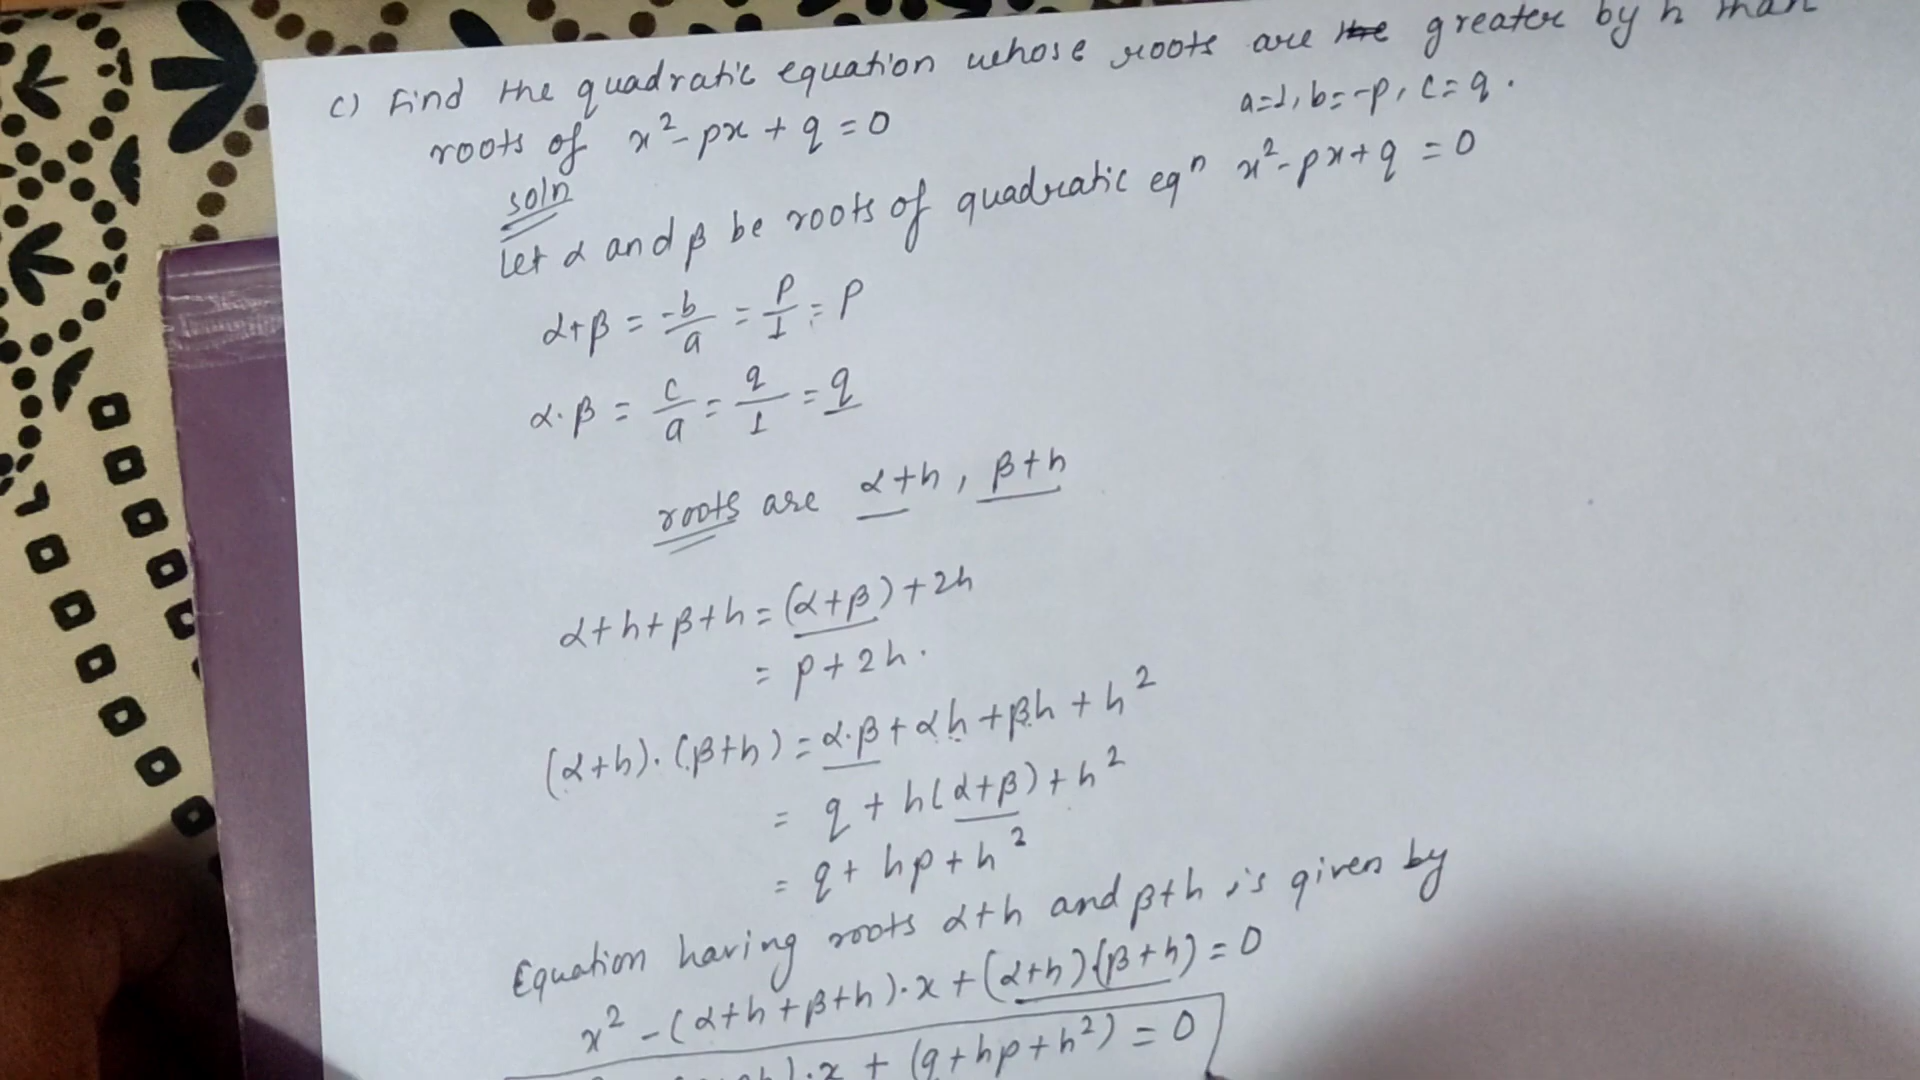 c) Find the quadratic equation whose roots are the greater by h than
roots of x² - px + q = 0
a=1, b=-p, c=q.
soln
Let α and β be roots of quadratic eqⁿ x² - px + q = 0
α+β = -b/a = p/1 = p
α.β = c/a = q/1 = q
roots are α+h, β+h
α+h+β+h = (α+β)+2h
= p+2h.
(α+h).(β+h) = α.β + αh + βh + h²
= q + h(α+β) + h²
= q + hp + h²
Equation having roots α+h and β+h is given by
x² - (α+h+β+h).x + (α+h)(β+h) = 0
).x + (q+hp+h²) = 0